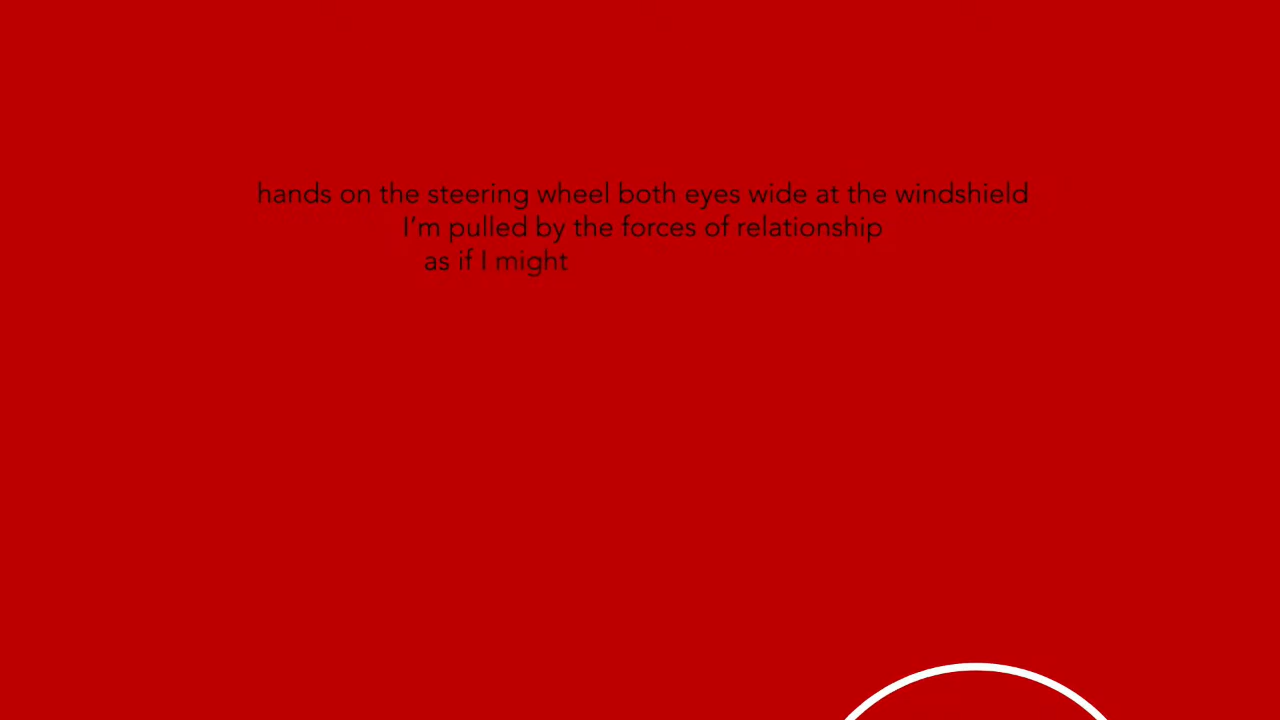 hands on the steering wheel both eyes wide at the windshield
I'm pulled by the forces of relationship
as if I might